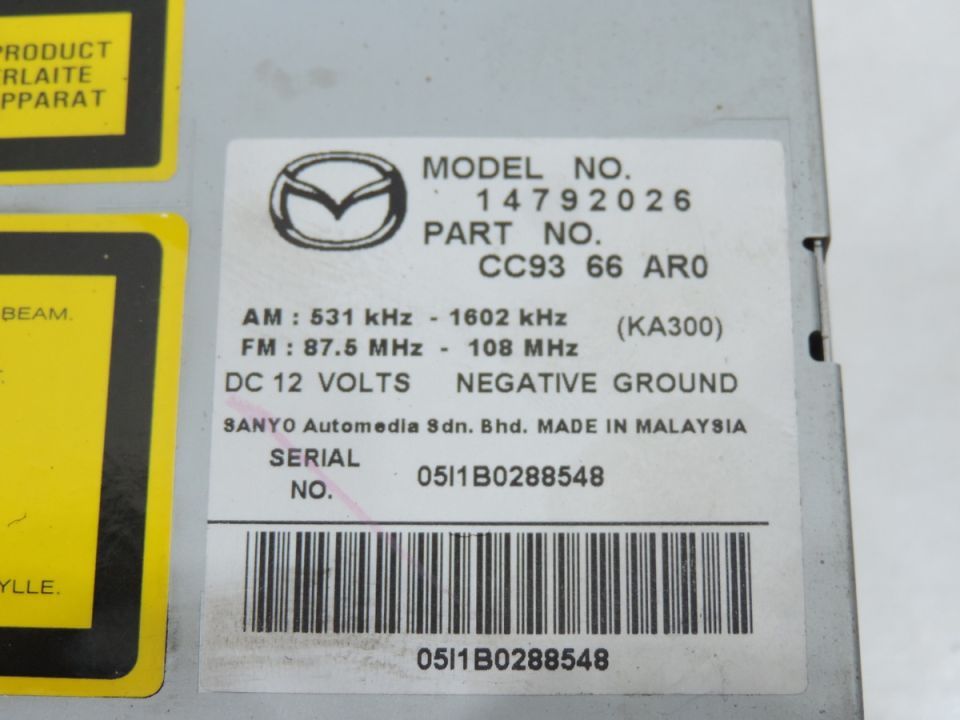 PRODUCT
APPARAT
BEAM.
MODEL NO.
14792026
PART NO.
CC93 66 AR0
AM : 531 kHz - 1602 kHz
(KA300)
FM : 87.5 MHz - 108 MHz
DC 12 VOLTS NEGATIVE GROUND
SANYO Automedia Sdn. Bhd. MADE IN MALAYSIA
SERIAL
NO.
05I1B0288548
05I1B0288548